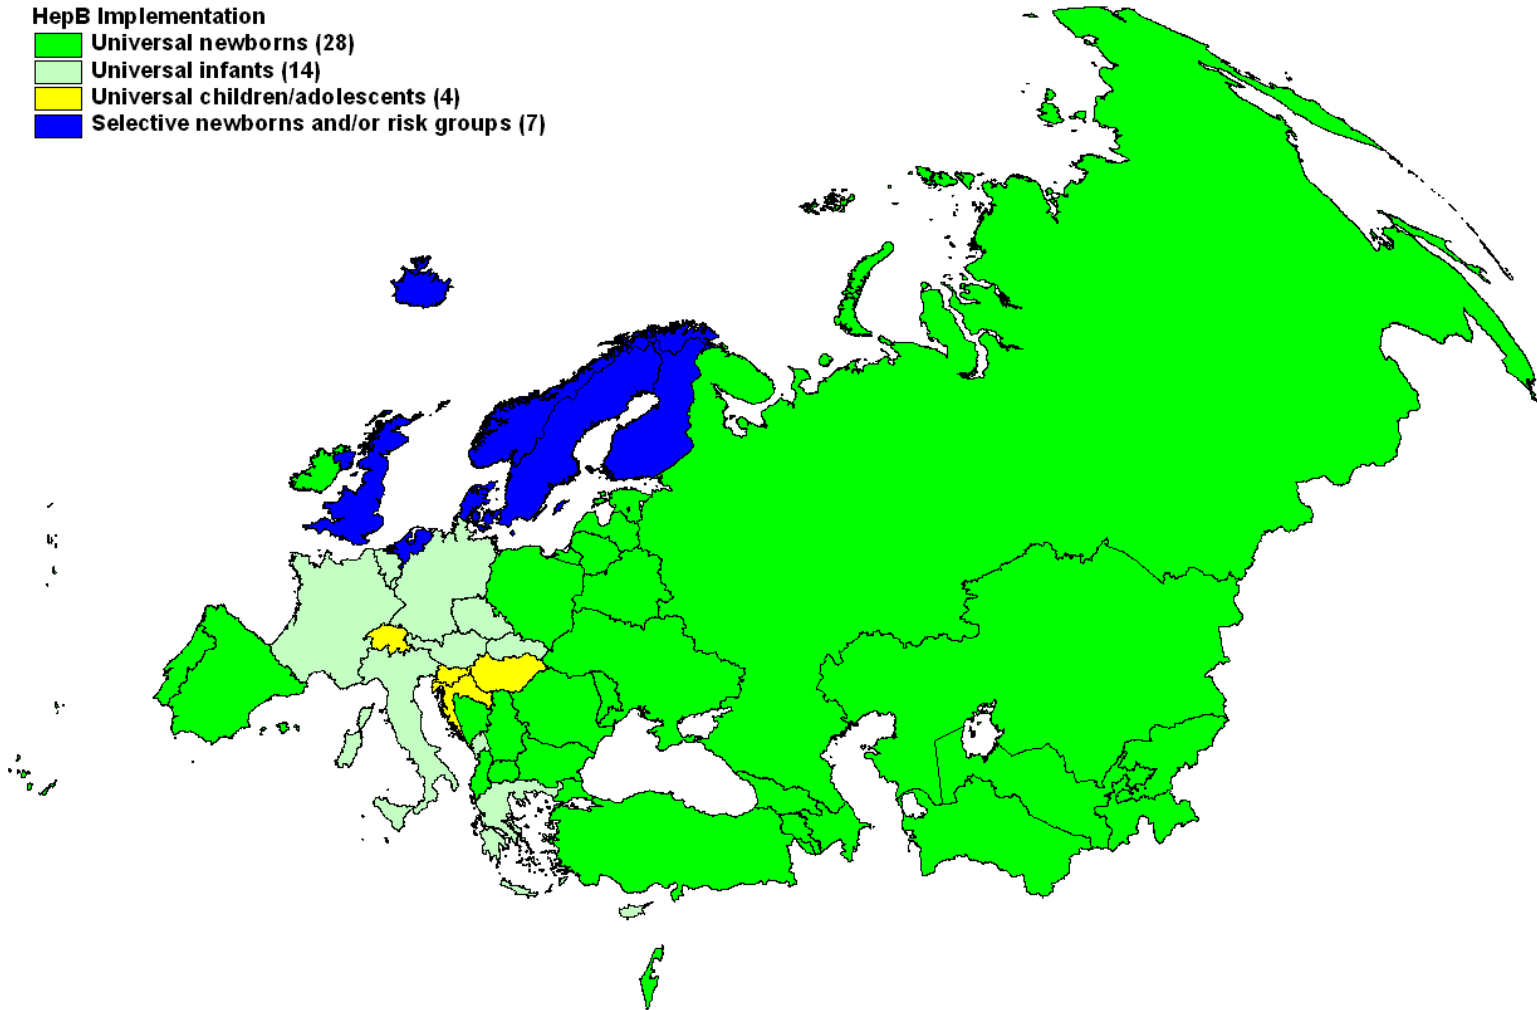 HepB Implementation
Universal newborns (28)
Universal infants (14)
Universal children/adolescents (4)
Selective newborns and/or risk groups (7)